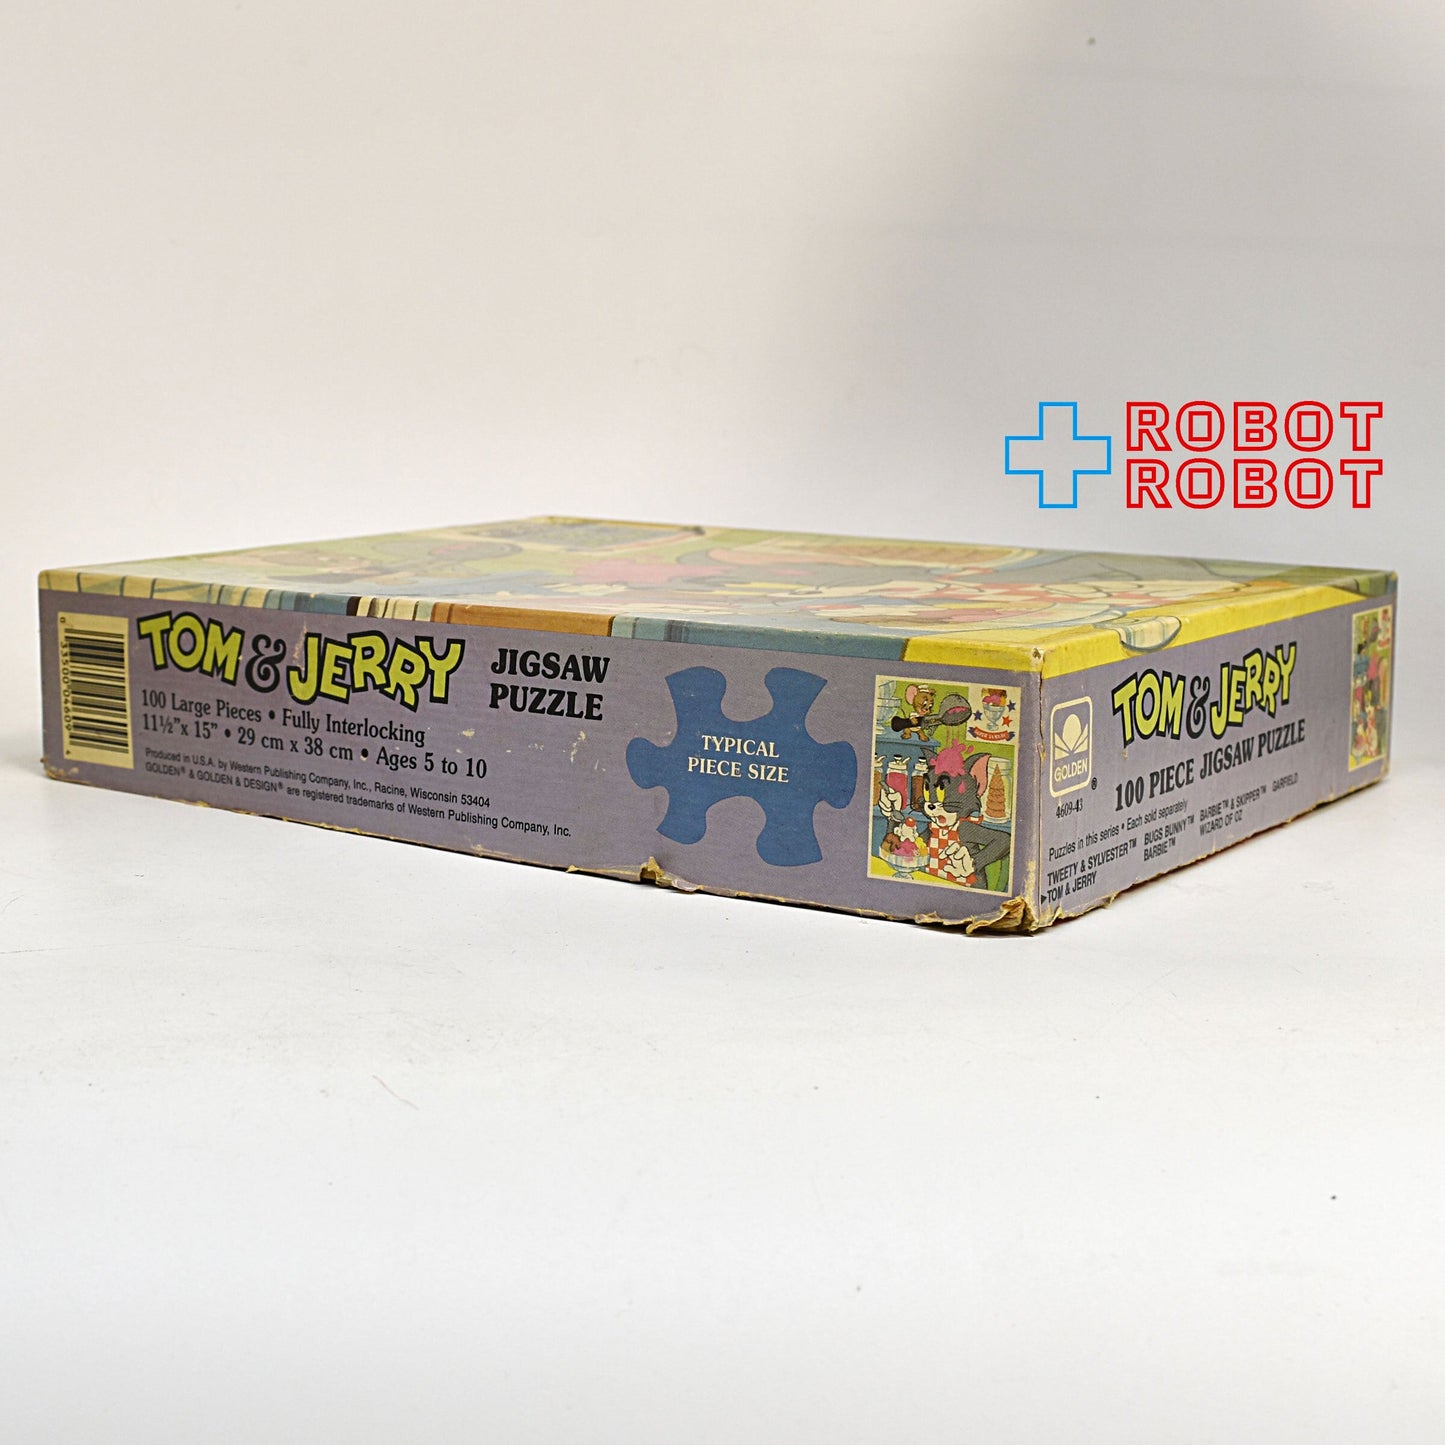 ROBOT
ROBOT
TOM & JERRY
JIGSAW
PUZZLE
100 Large Pieces • Fully Interlocking
11½"x 15" • 29 cm x 38 cm • Ages 5 to 10
Produced in U.S.A. by Western Publishing Company, Inc., Racine, Wisconsin 53404
GOLDEN® & GOLDEN & DESIGN® are registered trademarks of Western Publishing Company, Inc.
TYPICAL
PIECE SIZE
GOLDEN®
4609-43
TOM & JERRY
100 PIECE JIGSAW PUZZLE
Puzzles in this series • Each sold separately
TWEETY & SYLVESTER™ BUGS BUNNY™ BARBIE™ & SKIPPER™ GARFIELD
▶TOM & JERRY BARBIE™ WIZARD OF OZ